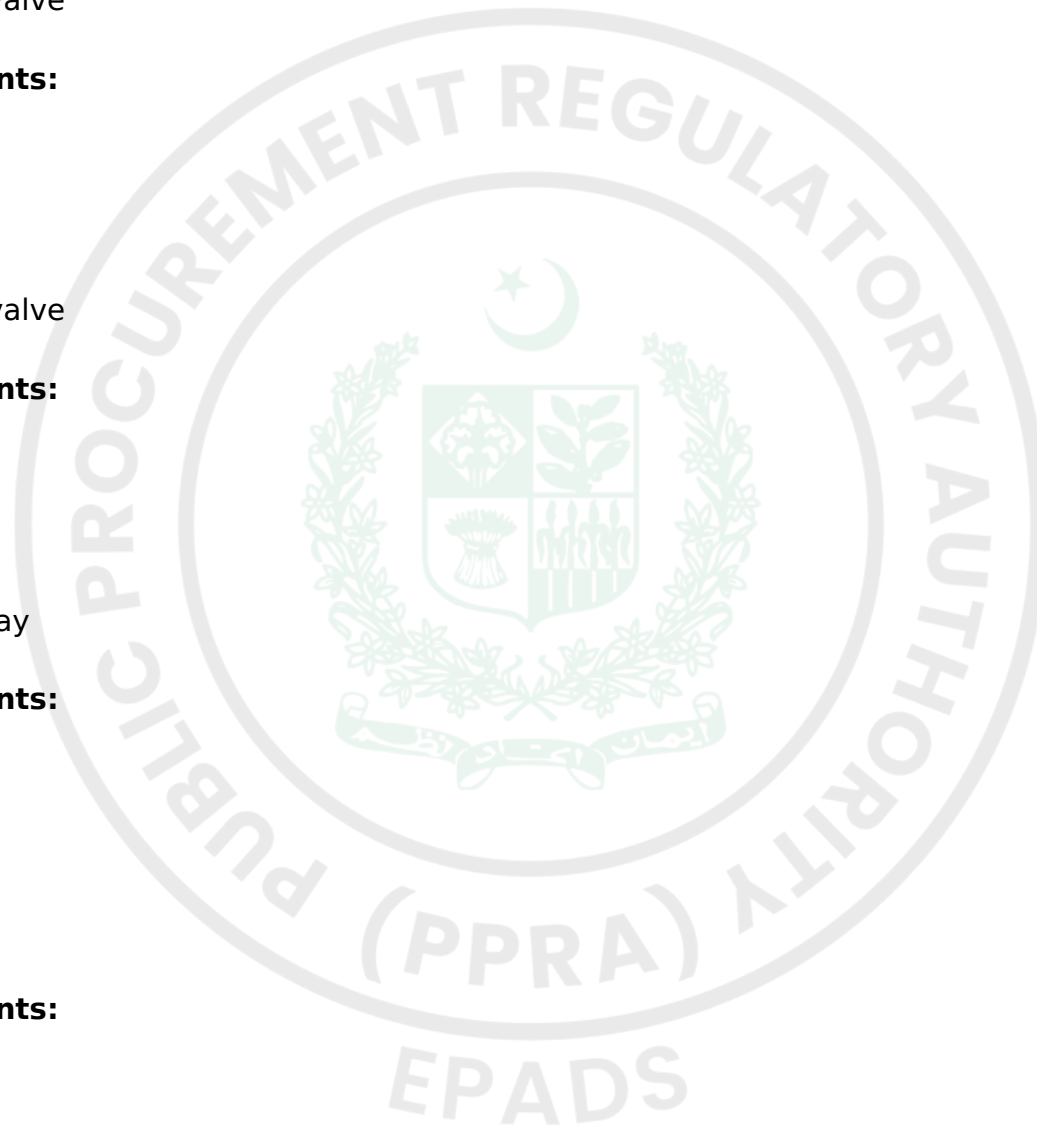 alve
nts:
valve
nts:
ay
nts:
nts:
PUBLIC PROCUREMENT REGULATORY AUTHORITY
(PPRA)
EPADS